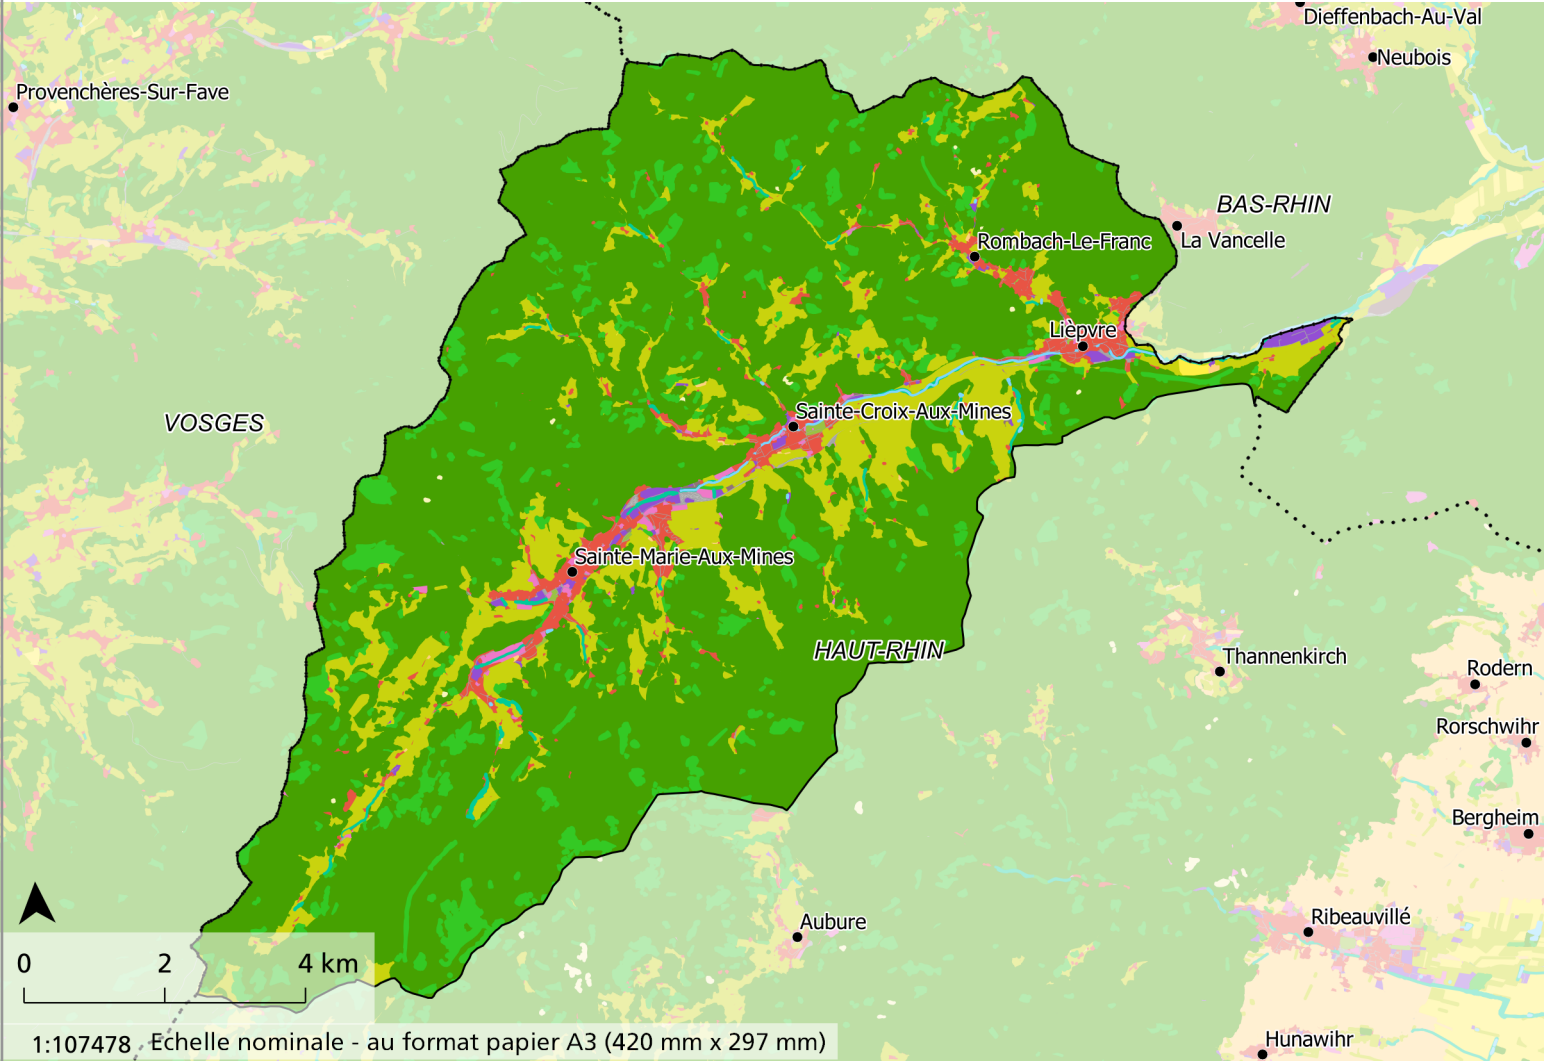 Dieffenbach-Au-Val
Neubois
Provenchères-Sur-Fave
BAS-RHIN
La Vancelle
Rombach-Le-Franc
Lièpvre
Sainte-Croix-Aux-Mines
VOSGES
Sainte-Marie-Aux-Mines
HAUT-RHIN
Thannenkirch
Rodern
Rorschwihr
Bergheim
Ribeauvillé
Aubure
0 2 4 km
1:107478 Echelle nominale - au format papier A3 (420 mm x 297 mm)
Hunawihr